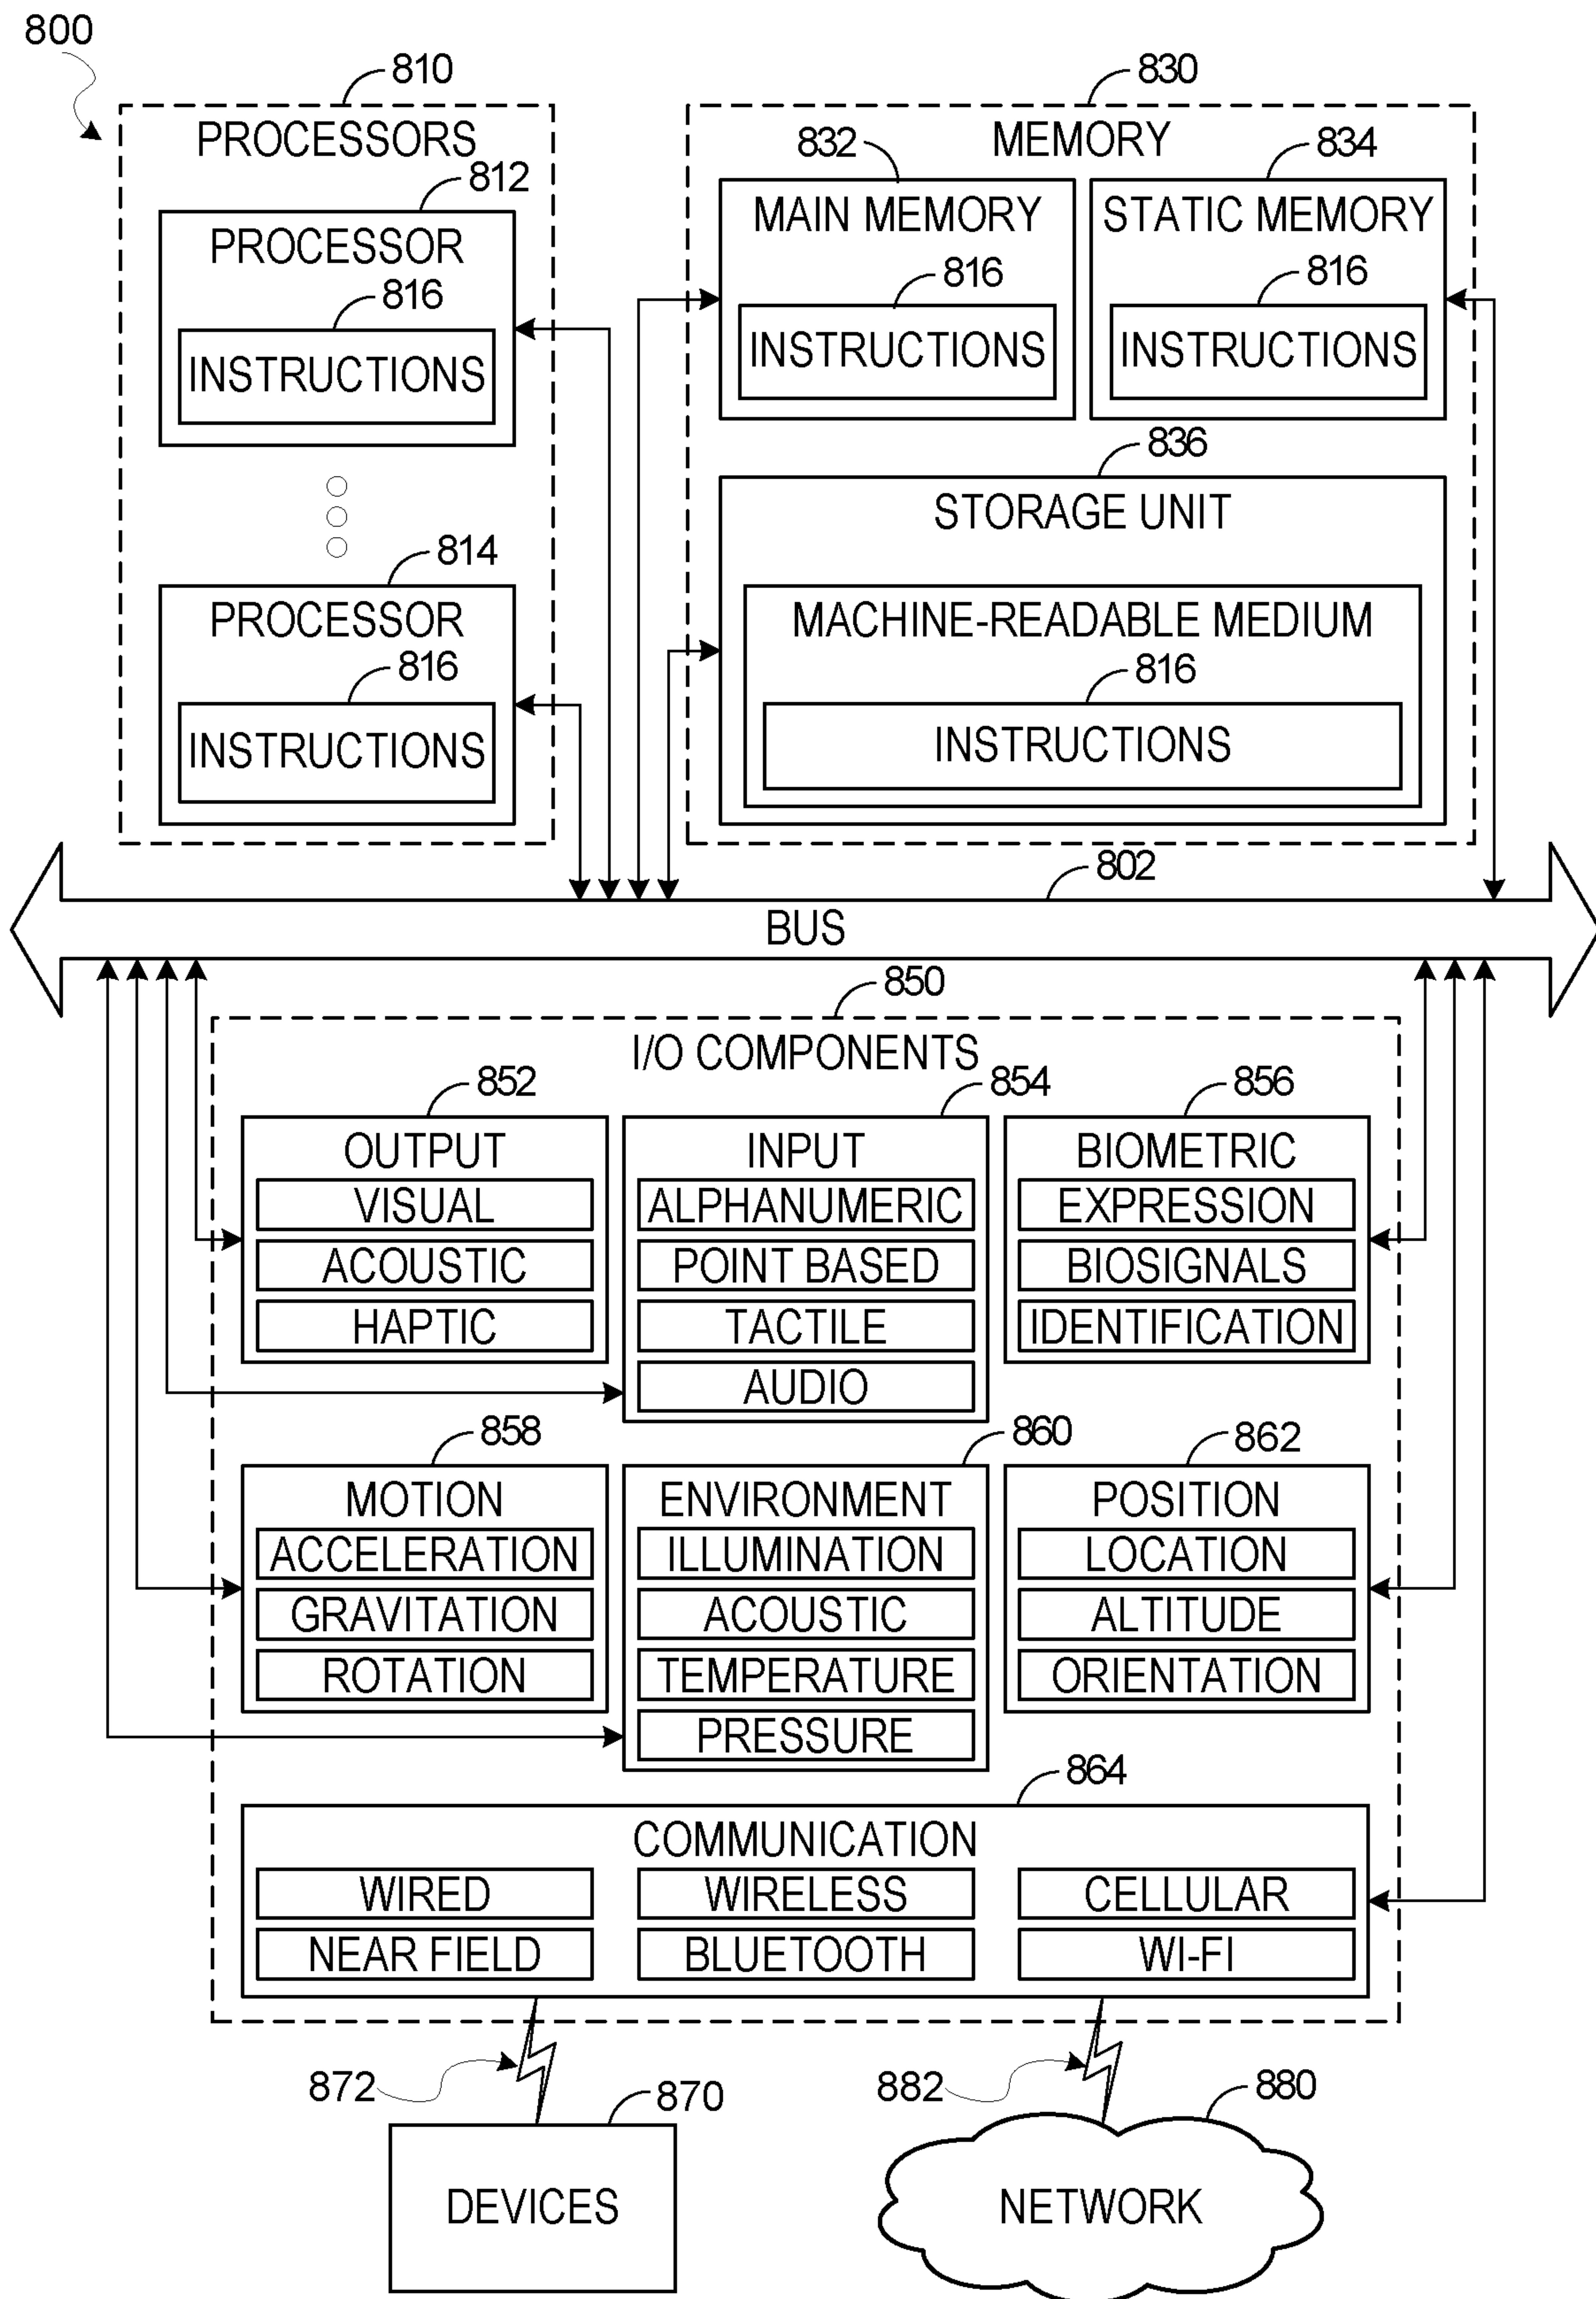 800
810
PROCESSORS
812
PROCESSOR
816
INSTRUCTIONS
814
PROCESSOR
816
INSTRUCTIONS
830
MEMORY
832
MAIN MEMORY
816
INSTRUCTIONS
834
STATIC MEMORY
816
INSTRUCTIONS
836
STORAGE UNIT
MACHINE-READABLE MEDIUM
816
INSTRUCTIONS
802
BUS
850
I/O COMPONENTS
852
OUTPUT
VISUAL
ACOUSTIC
HAPTIC
854
INPUT
ALPHANUMERIC
POINT BASED
TACTILE
AUDIO
856
BIOMETRIC
EXPRESSION
BIOSIGNALS
IDENTIFICATION
858
MOTION
ACCELERATION
GRAVITATION
ROTATION
860
ENVIRONMENT
ILLUMINATION
ACOUSTIC
TEMPERATURE
PRESSURE
862
POSITION
LOCATION
ALTITUDE
ORIENTATION
864
COMMUNICATION
WIRED
WIRELESS
CELLULAR
NEAR FIELD
BLUETOOTH
WI-FI
872
870
DEVICES
882
880
NETWORK